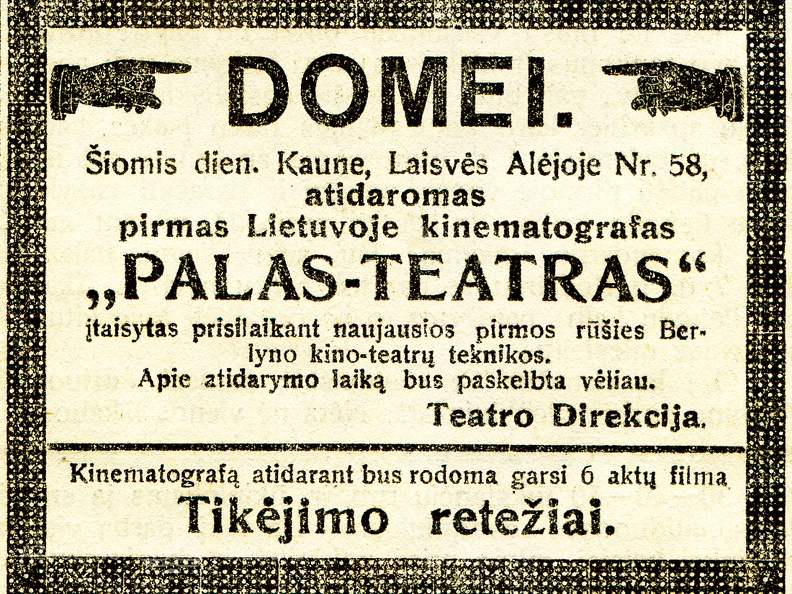 DOMEI.
Šiomis dien. Kaune, Laisvės Alėjoje Nr. 58,
atidaromas
pirmas Lietuvoje kinematografas
„PALAS-TEATRAS“
įtaisytas prisilaikant naujausios pirmos rūšies Ber-
lyno kino-teatrų teknikos.
Apie atidarymo laiką bus paskelbta vėliau.
Teatro Direkcija.
Kinematografą atidarant bus rodoma garsi 6 aktų filma
Tikėjimo retežiai.